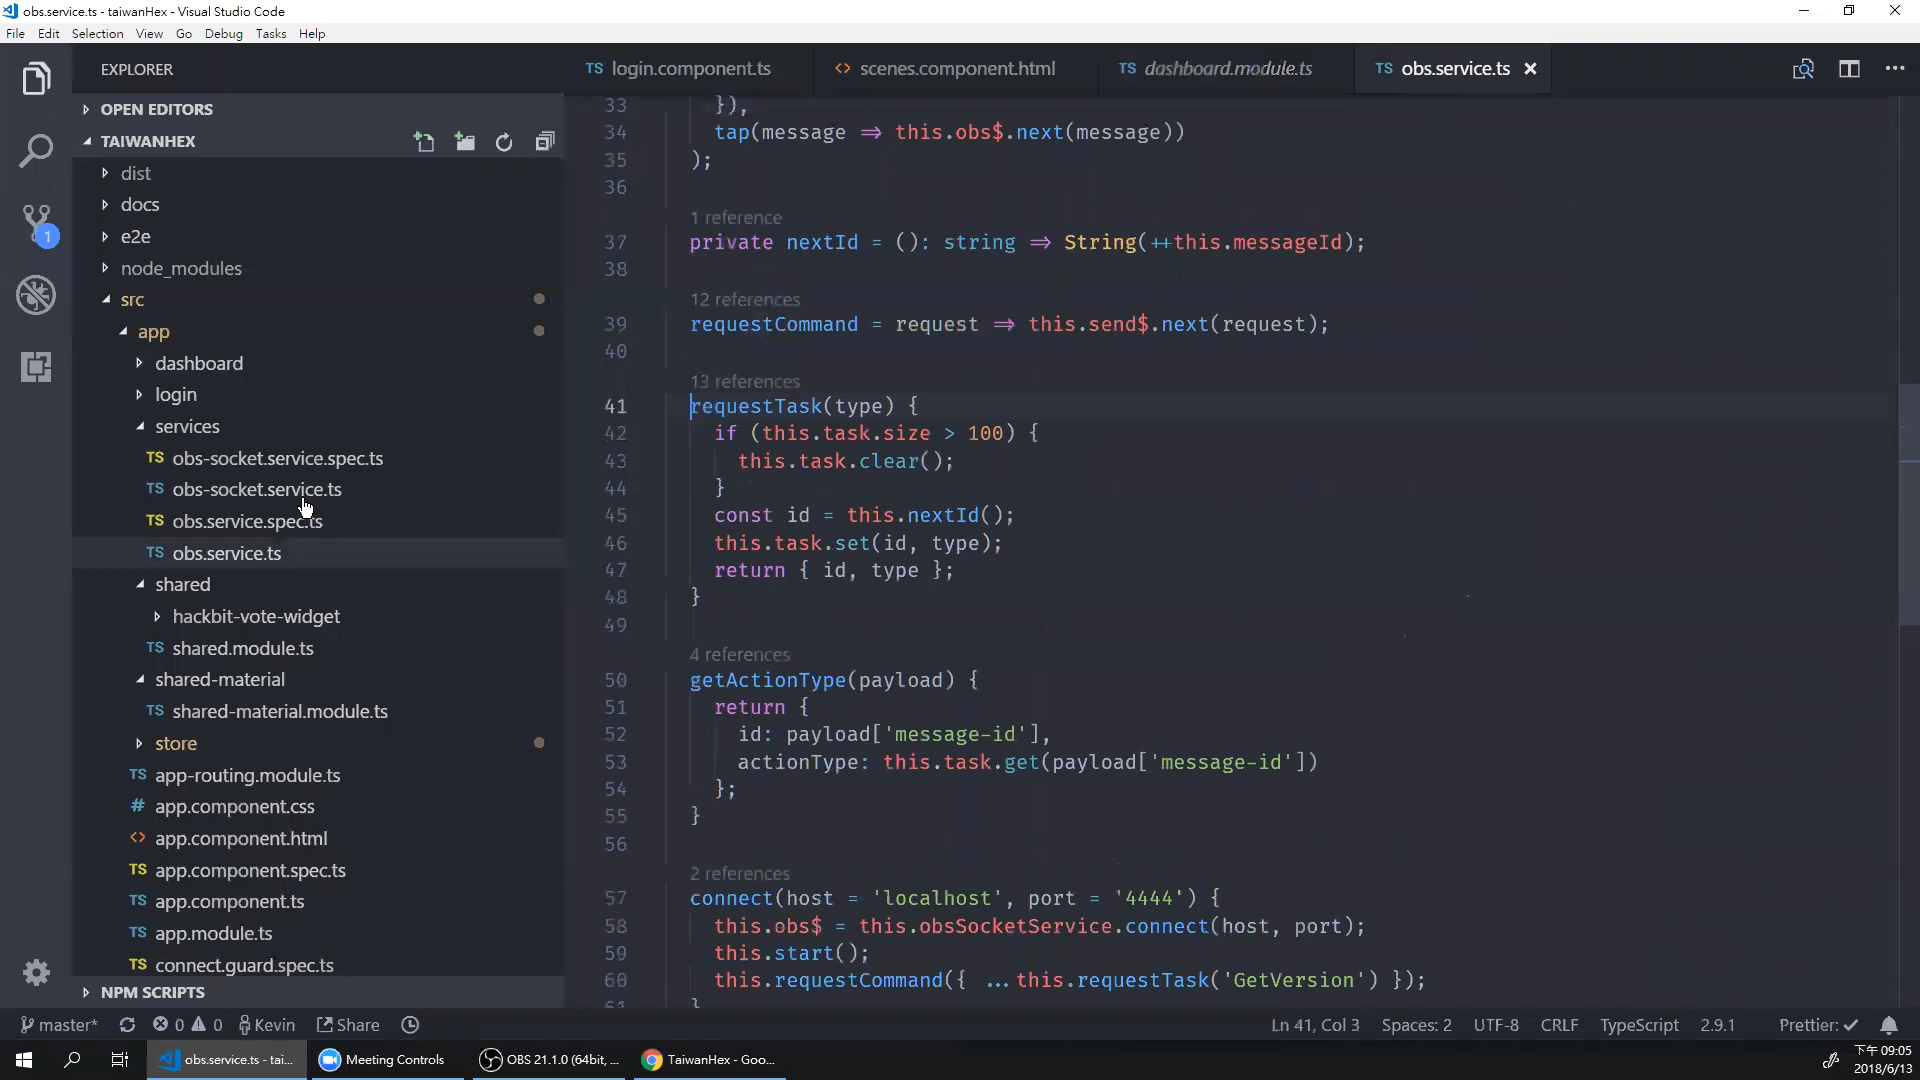 obs.service.ts - taiwanHex - Visual Studio Code
File Edit Selection View Go Debug Tasks Help
EXPLORER
TS login.component.ts <> scenes.component.html TS dashboard.module.ts TS obs.service.ts
OPEN EDITORS
TAIWANHEX
dist
docs
e2e
node_modules
src
app
dashboard
login
services
TS obs-socket.service.spec.ts
TS obs-socket.service.ts
TS obs.service.spec.ts
TS obs.service.ts
shared
hackbit-vote-widget
TS shared.module.ts
shared-material
TS shared-material.module.ts
store
TS app-routing.module.ts
# app.component.css
<> app.component.html
TS app.component.spec.ts
TS app.component.ts
TS app.module.ts
TS connect.guard.spec.ts
NPM SCRIPTS
1
33 }),
34 tap(message => this.obs$.next(message))
35 );
36
1 reference
37 private nextId = (): string => String(++this.messageId);
38
12 references
39 requestCommand = request => this.send$.next(request);
40
13 references
41 requestTask(type) {
42 if (this.task.size > 100) {
43 this.task.clear();
44 }
45 const id = this.nextId();
46 this.task.set(id, type);
47 return { id, type };
48 }
49
4 references
50 getActionType(payload) {
51 return {
52 id: payload['message-id'],
53 actionType: this.task.get(payload['message-id'])
54 };
55 }
56
2 references
57 connect(host = 'localhost', port = '4444') {
58 this.obs$ = this.obsSocketService.connect(host, port);
59 this.start();
60 this.requestCommand({ ...this.requestTask('GetVersion') });
61 }
master* 0 0 Kevin Share Ln 41, Col 3 Spaces: 2 UTF-8 CRLF TypeScript 2.9.1 Prettier: ✓
obs.service.ts - tai... Meeting Controls OBS 21.1.0 (64bit, ... TaiwanHex - Goo... 下午 09:05
2018/6/13